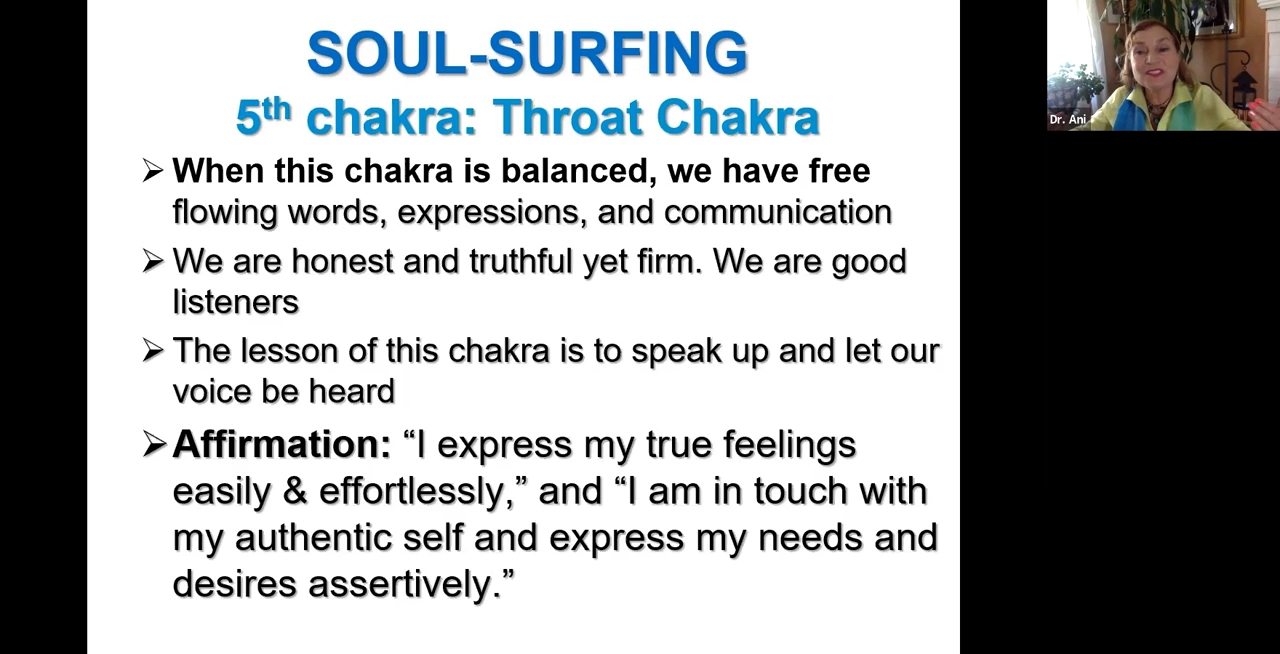 SOUL-SURFING
5th chakra: Throat Chakra
➢ When this chakra is balanced, we have free
flowing words, expressions, and communication
➢ We are honest and truthful yet firm. We are good
listeners
➢ The lesson of this chakra is to speak up and let our
voice be heard
➢ Affirmation: “I express my true feelings
easily & effortlessly,” and “I am in touch with
my authentic self and express my needs and
desires assertively.”
Dr. Ani